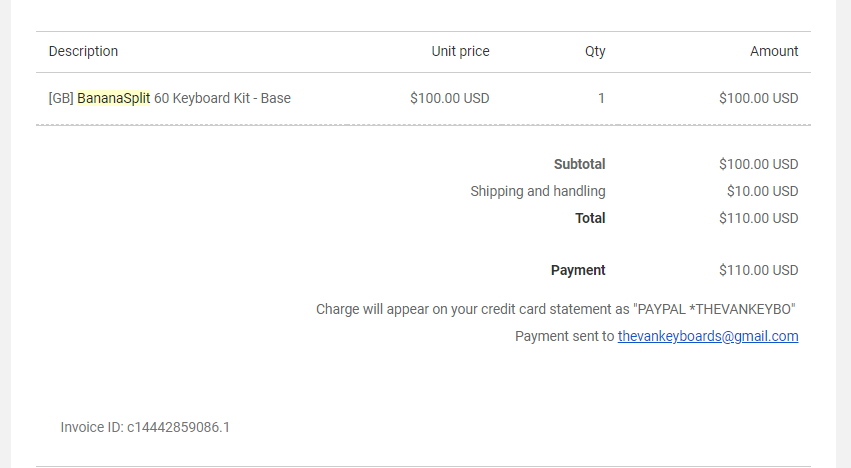 Description Unit price Qty Amount
[GB] BananaSplit 60 Keyboard Kit - Base $100.00 USD 1 $100.00 USD
Subtotal $100.00 USD
Shipping and handling $10.00 USD
Total $110.00 USD
Payment $110.00 USD
Charge will appear on your credit card statement as "PAYPAL *THEVANKEYBO"
Payment sent to thevankeyboards@gmail.com
Invoice ID: c14442859086.1